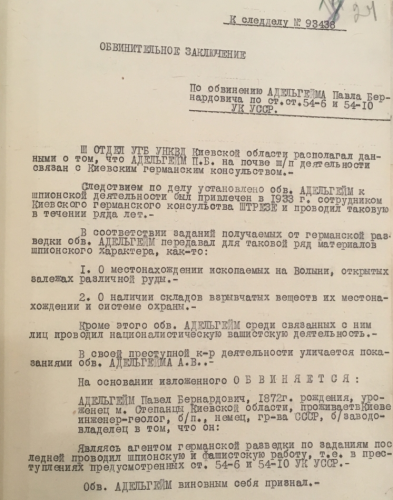 24
К следделу № 93436
ОБВИНИТЕЛЬНОЕ ЗАКЛЮЧЕНИЕ
По обвинению АДЕЛЬГЕЙМА Павла Бер-
нардовича по ст.ст.54-6 и 54-10
УК УССР.
Ш ОТДЕЛ УГБ УНКВД Киевской области располагал дан-
ными о том, что АДЕЛЬГЕЙМ П.Б. на почве ш/п деятельности
связан с Киевским германским консульством.-
Следствием по делу установлено обв. АДЕЛЬГЕЙМ к
шпионской деятельности был привлечен в 1933 г. сотрудником
Киевского германского консульства ШТРЕЗЕ и проводил таковую
в течении ряда лет.-
В соответствии заданий получаемых от германской раз
ведки обв. АДЕЛЬГЕЙМ передавал для таковой ряд материалов
шпионского характера, как-то:
1. О местонахождении ископаемых на Волыни, открытых
залежах различной руды.-
2. О наличии складов взрывчатых веществ их местона-
хождении и системе охраны.-
Кроме этого обв. АДЕЛЬГЕЙМ среди связанных с ним
лиц проводил националистическую фашистскую деятельность.-
В своей преступной к-р деятельности уличается пока-
заниями обв. АДЕЛЬГЕЙМА А.В..-
На основании изложенного О Б В И Н Я Е Т С Я :
АДЕЛЬГЕЙМ Павел Бернардович, 1872г. рождения, уро-
женец м. Степанцы Киевской области, проживаетвКиеве
инженер-геолог, б/п., немец, гр-ва СССР, б/заводо-
владелец в том, что он:
Являясь агентом германской разведки по заданиям пос
ледней проводил шпионскую и фашистскую работу, т.е. в пре-
ступлениях предусмотренных ст. 54-6 и 54-10 УК УССР.-
Обв. АДЕЛЬГЕЙМ виновным себя признал.-